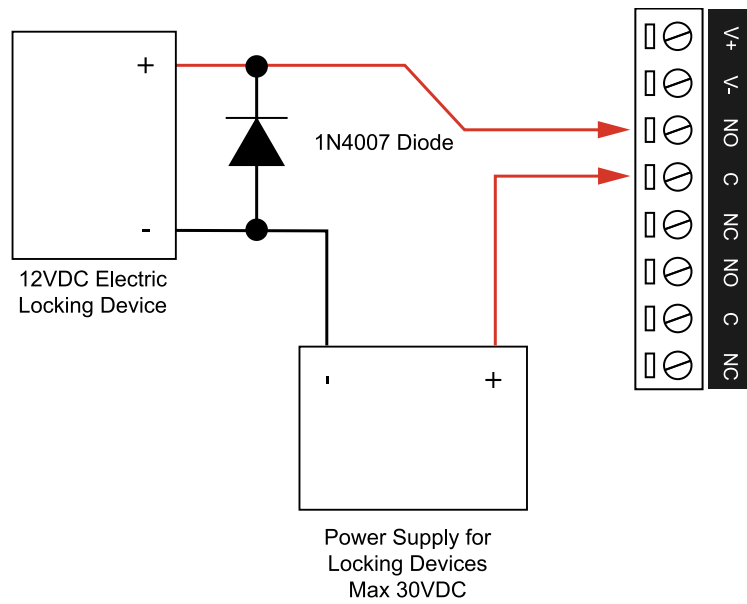 +
-
12VDC Electric
Locking Device
1N4007 Diode
-
+
Power Supply for
Locking Devices
Max 30VDC
V+
V-
NO
C
NC
NO
C
NC